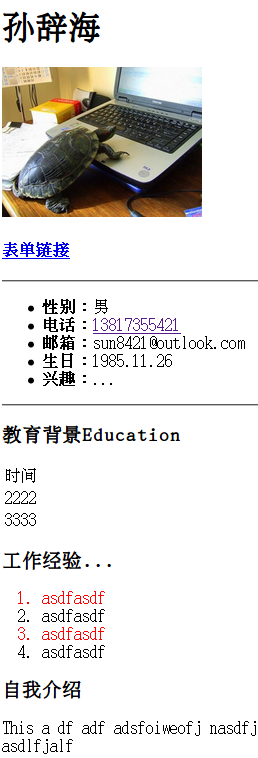 孙辞海
表单链接
性别：男
电话：13817355421
邮箱：sun8421@outlook.com
生日：1985.11.26
兴趣：...
教育背景Education
时间
2222
3333
工作经验...
1. asdfasdf
2. asdfasdf
3. asdfasdf
4. asdfasdf
自我介绍
This a df adf adsfoiweofj nasdfj
asdlfjalf